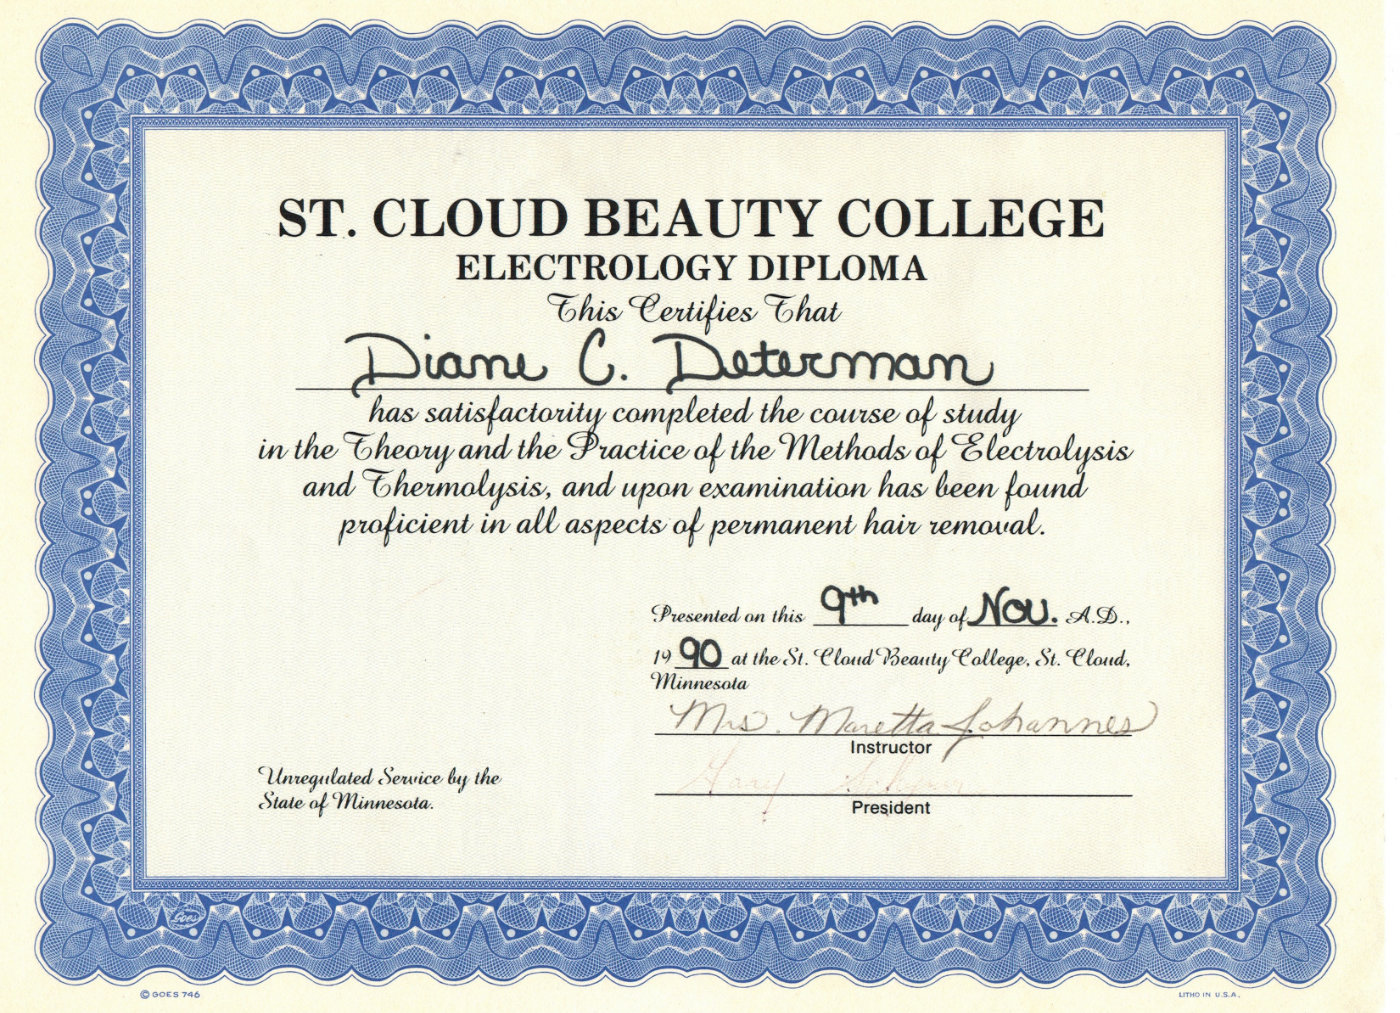 ST. CLOUD BEAUTY COLLEGE
ELECTROLOGY DIPLOMA
This Certifies That
Diane C. Determan
has satisfactority completed the course of study
in the Theory and the Practice of the Methods of Electrolysis
and Thermolysis, and upon examination has been found
proficient in all aspects of permanent hair removal.
Presented on this 9th day of Nov. A.D.,
1990 at the St. Cloud Beauty College, St. Cloud,
Minnesota
Mrs. Maretta Johannes
Instructor
President
Unregulated Service by the
State of Minnesota.
Goes
© GOES 746
LITHO IN U.S.A.